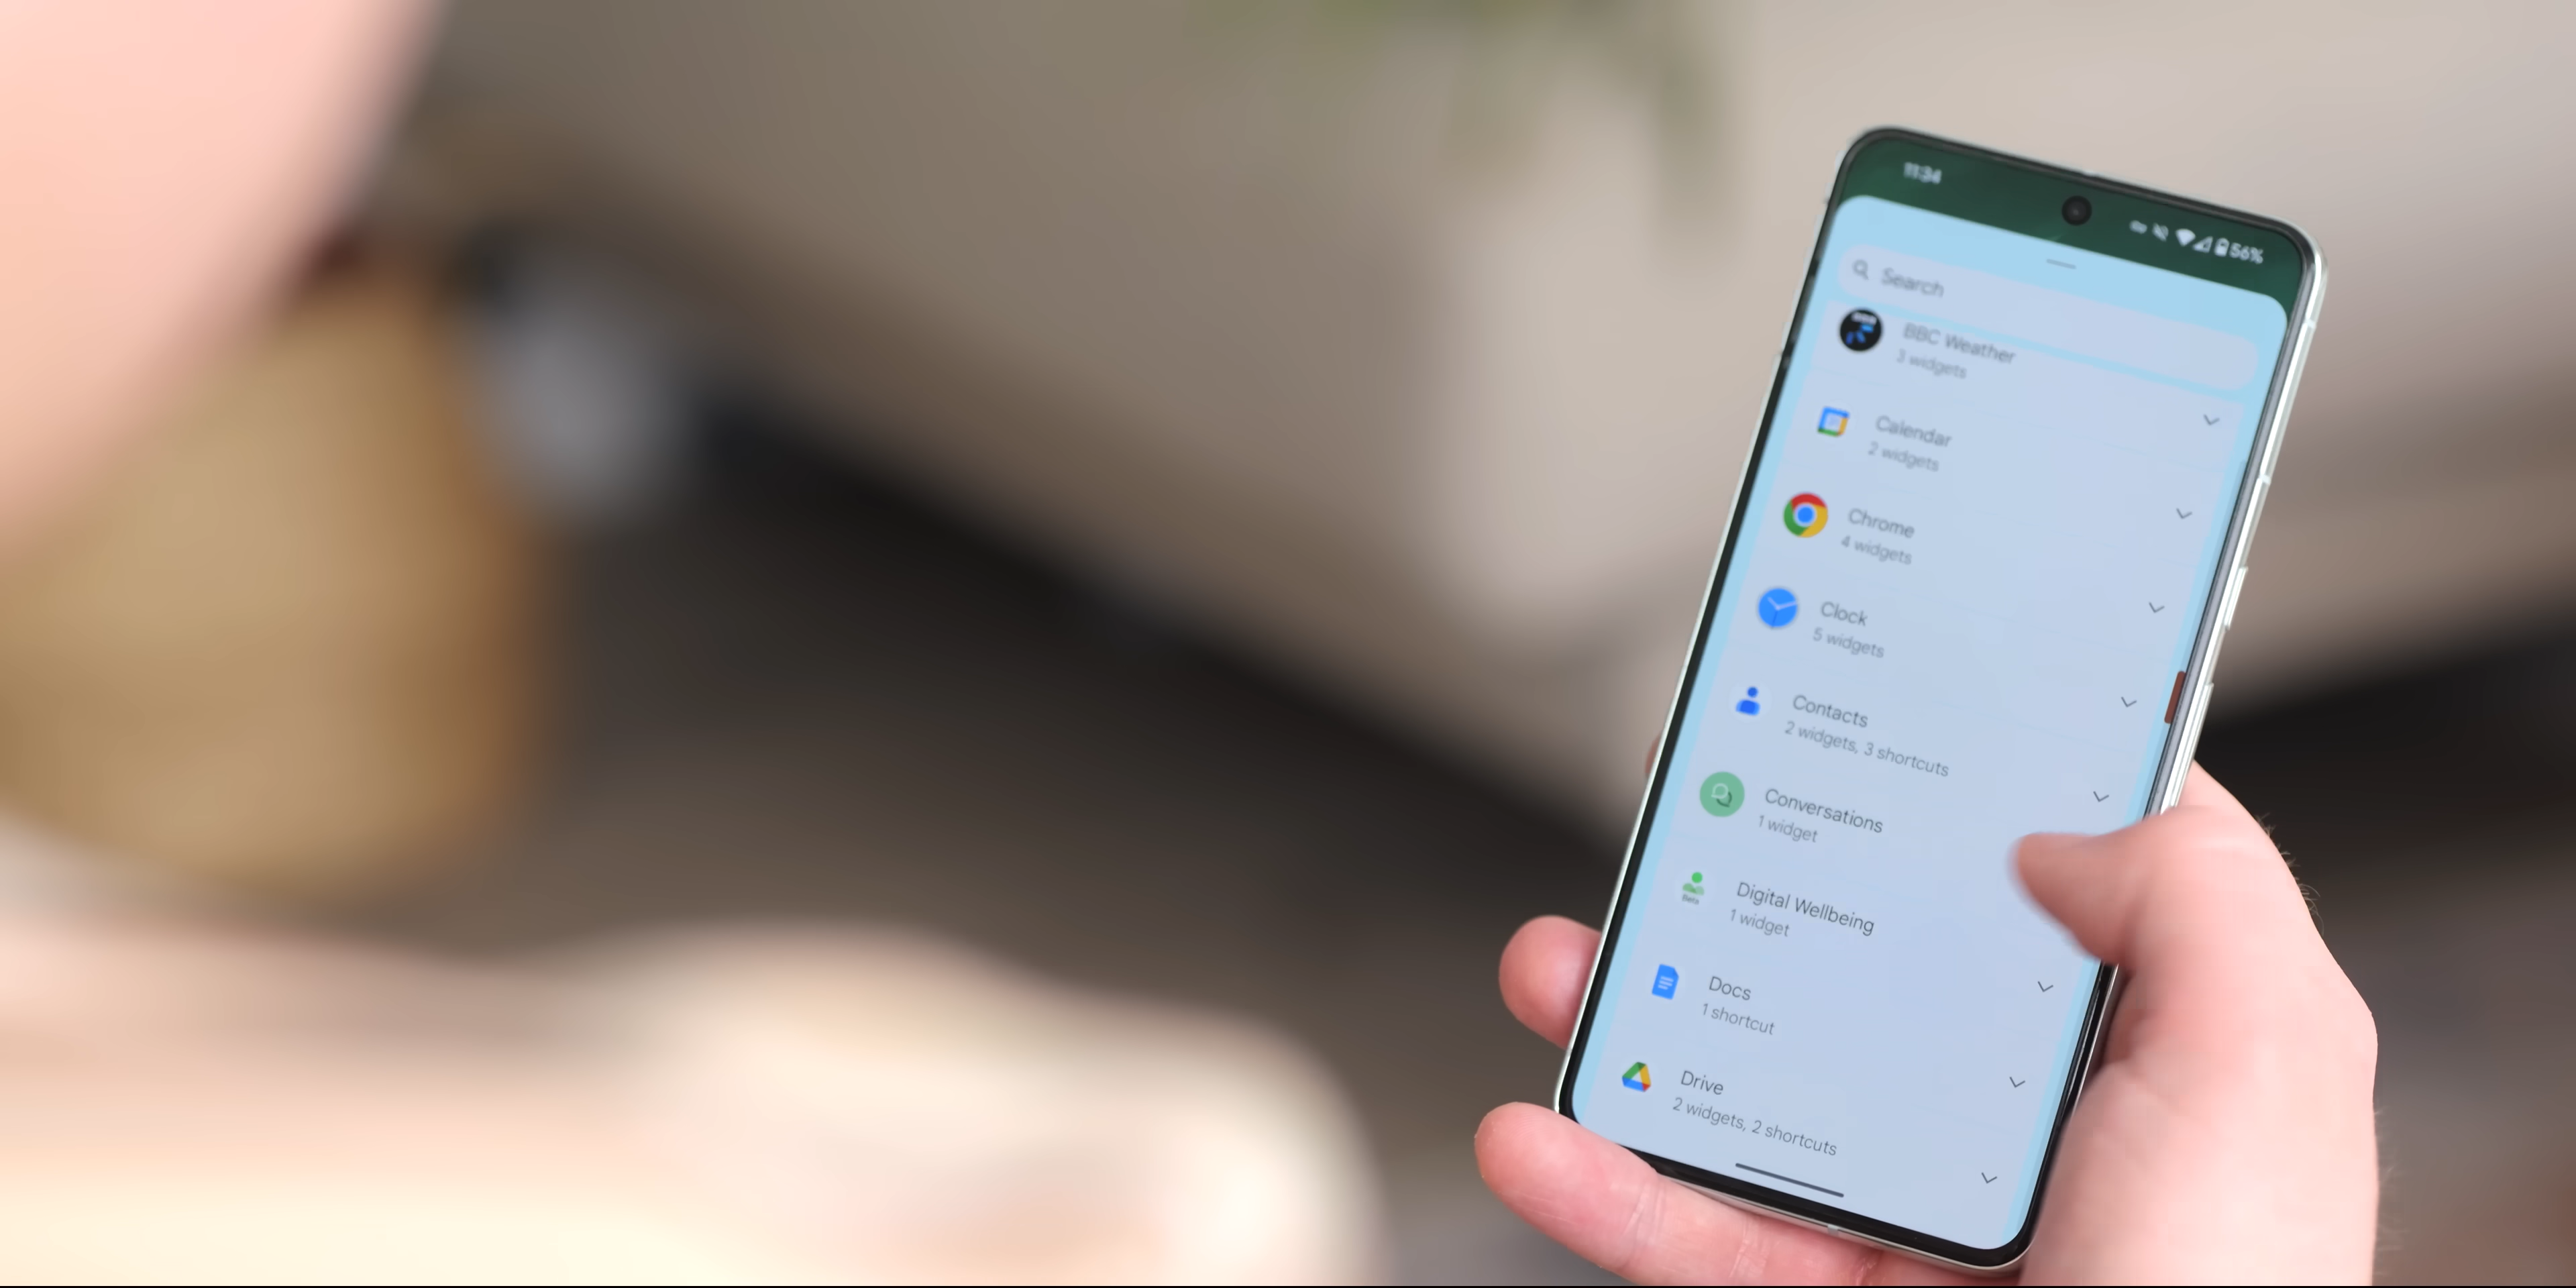 11:34
56%
Search
BBC Weather
3 widgets
Calendar
2 widgets
Chrome
4 widgets
Clock
5 widgets
Contacts
2 widgets, 3 shortcuts
Conversations
1 widget
Digital Wellbeing
1 widget
Beta
Docs
1 shortcut
Drive
2 widgets, 2 shortcuts